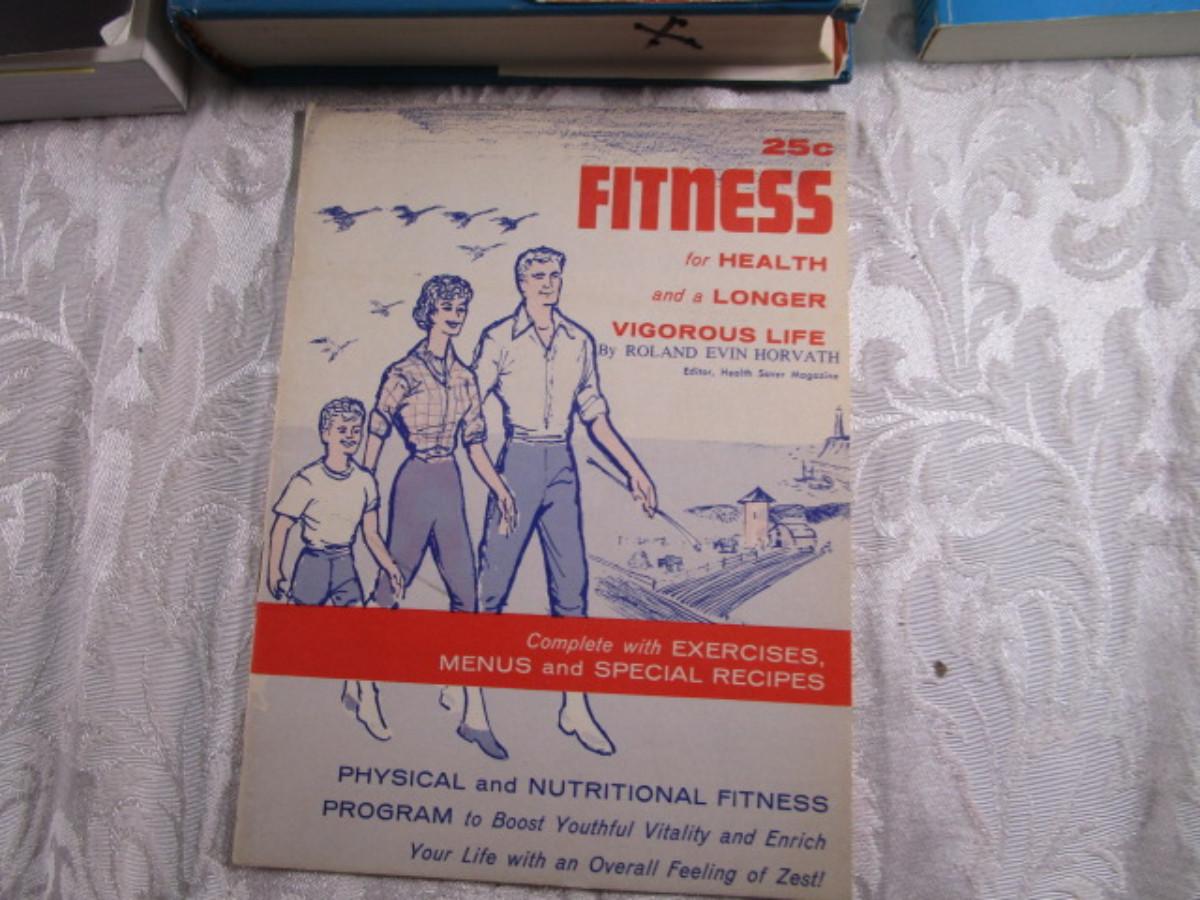 25c
FITNESS
for HEALTH
and a LONGER
VIGOROUS LIFE
By ROLAND EVIN HORVATH
Editor, Health Saver Magazine
Complete with EXERCISES,
MENUS and SPECIAL RECIPES
PHYSICAL and NUTRITIONAL FITNESS
PROGRAM to Boost Youthful Vitality and Enrich
Your Life with an Overall Feeling of Zest!